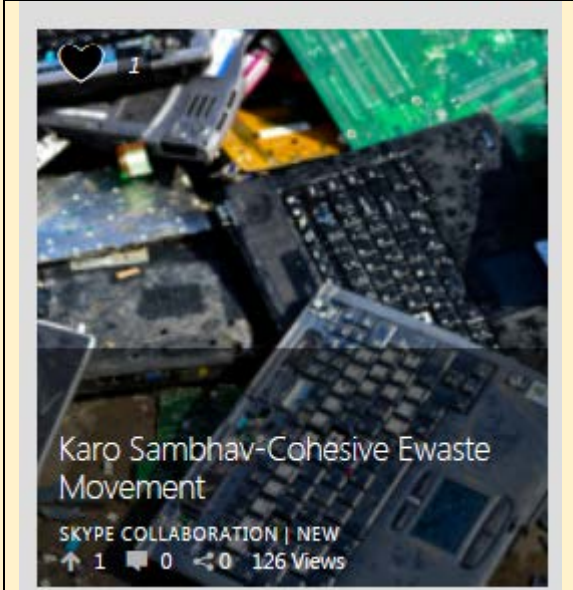 1
Karo Sambhav-Cohesive Ewaste
Movement
SKYPE COLLABORATION | NEW
1 0 0 126 Views